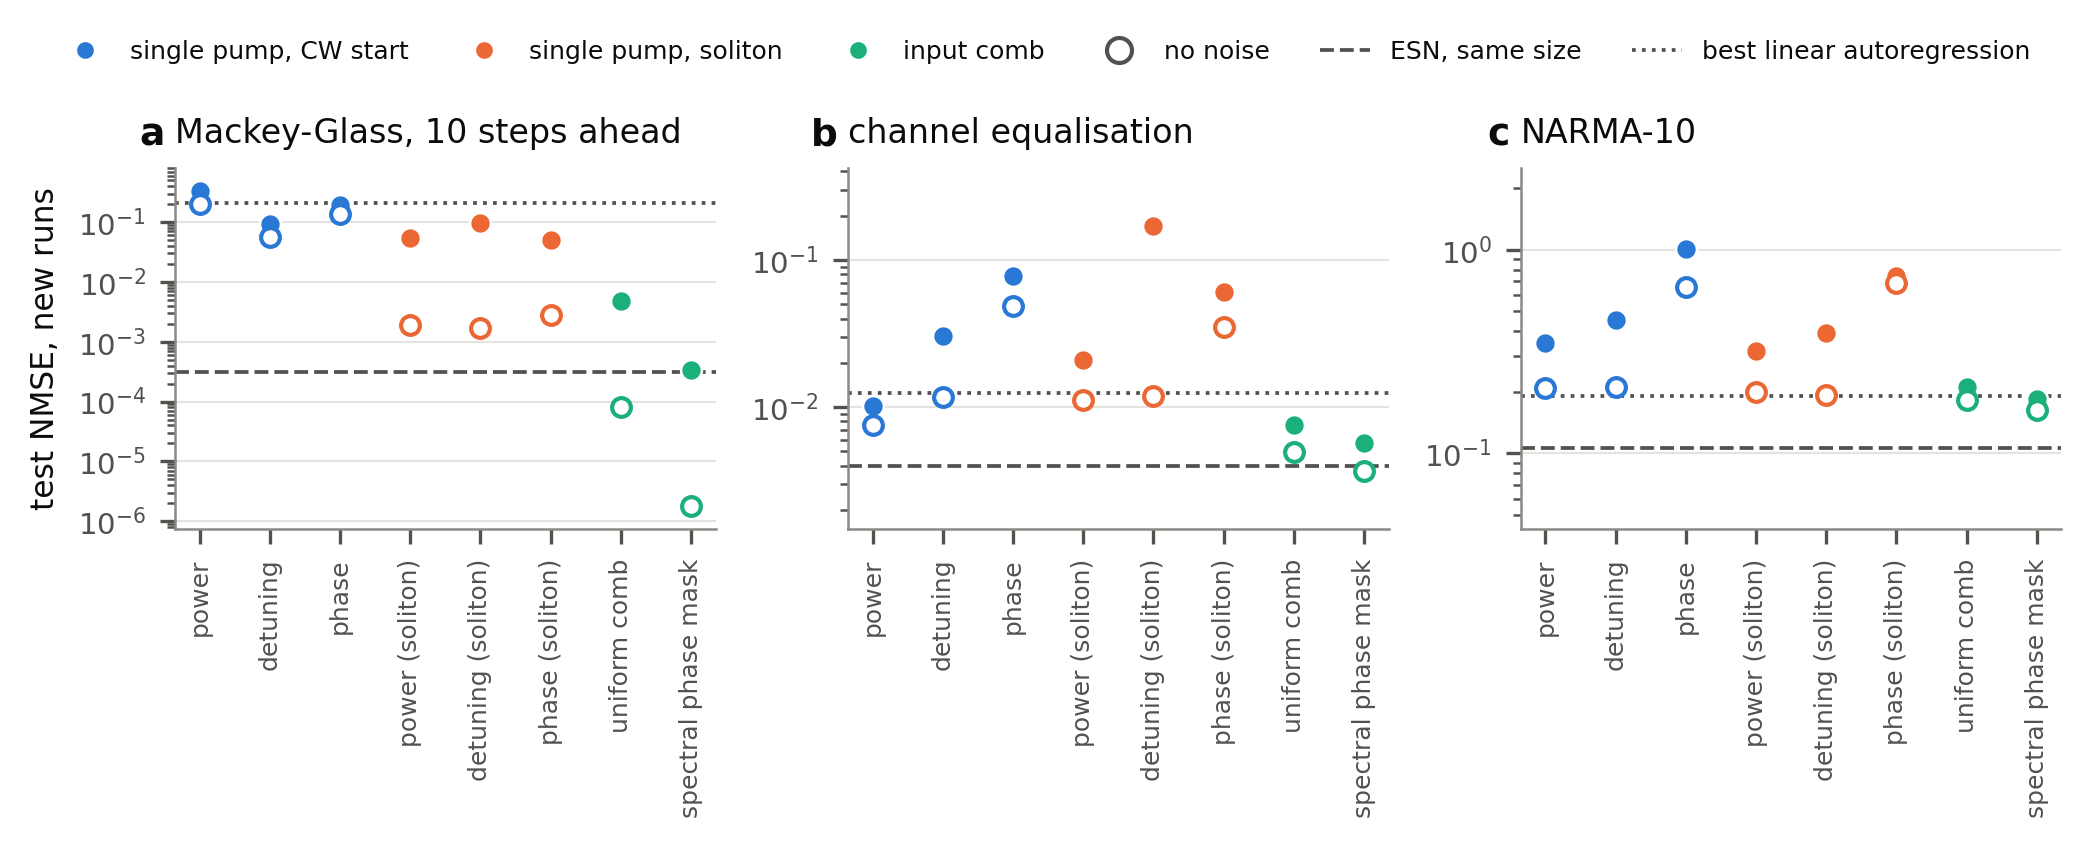 single pump, CW start
single pump, soliton
input comb
no noise
ESN, same size
best linear autoregression
a Mackey-Glass, 10 steps ahead
test NMSE, new runs
10⁻¹
10⁻²
10⁻³
10⁻⁴
10⁻⁵
10⁻⁶
power
detuning
phase
power (soliton)
detuning (soliton)
phase (soliton)
uniform comb
spectral phase mask
b channel equalisation
10⁻¹
10⁻²
power
detuning
phase
power (soliton)
detuning (soliton)
phase (soliton)
uniform comb
spectral phase mask
c NARMA-10
10⁰
10⁻¹
power
detuning
phase
power (soliton)
detuning (soliton)
phase (soliton)
uniform comb
spectral phase mask